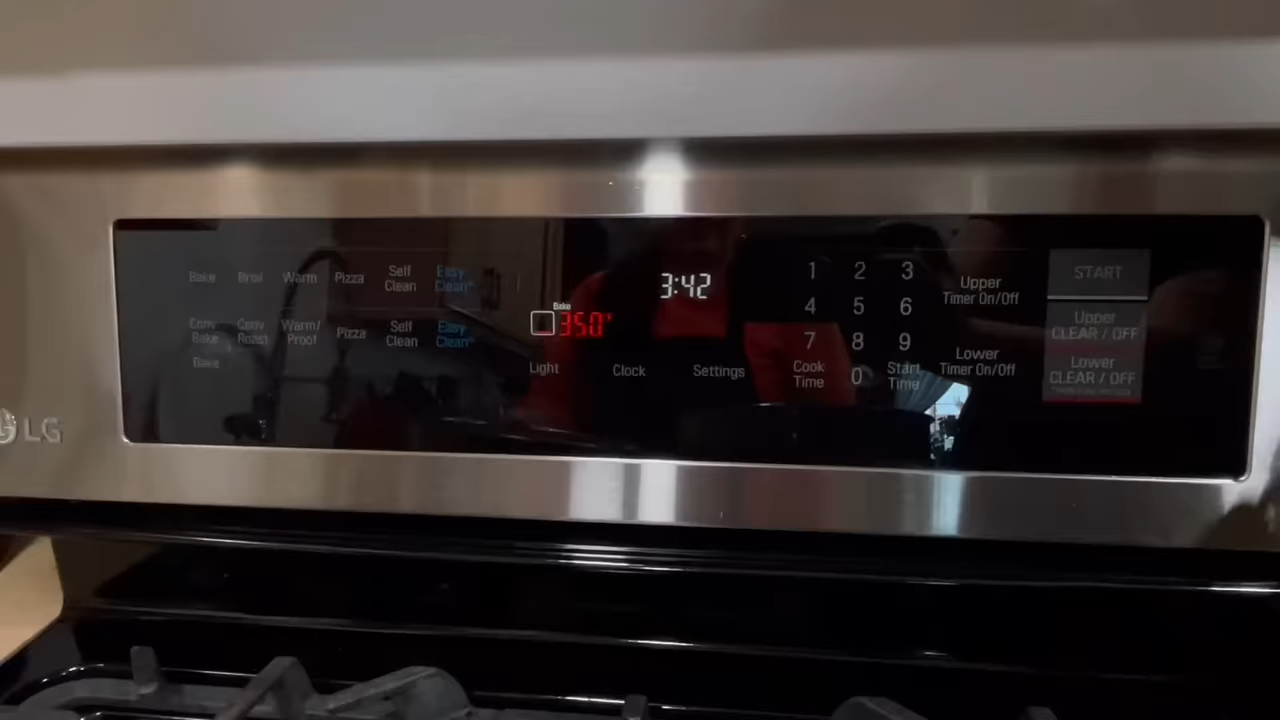 Bake Broil Warm Pizza Self Clean Easy Clean*
Conv. Bake Conv. Roast Warm/ Proof Pizza Self Clean Easy Clean*
Bake
Bake
350°
3:42
Light Clock Settings
1 2 3
4 5 6
7 8 9
Cook Time 0 Start Time
Upper
Timer On/Off
Lower
Timer On/Off
START
Upper
CLEAR / OFF
Lower
CLEAR / OFF
LG